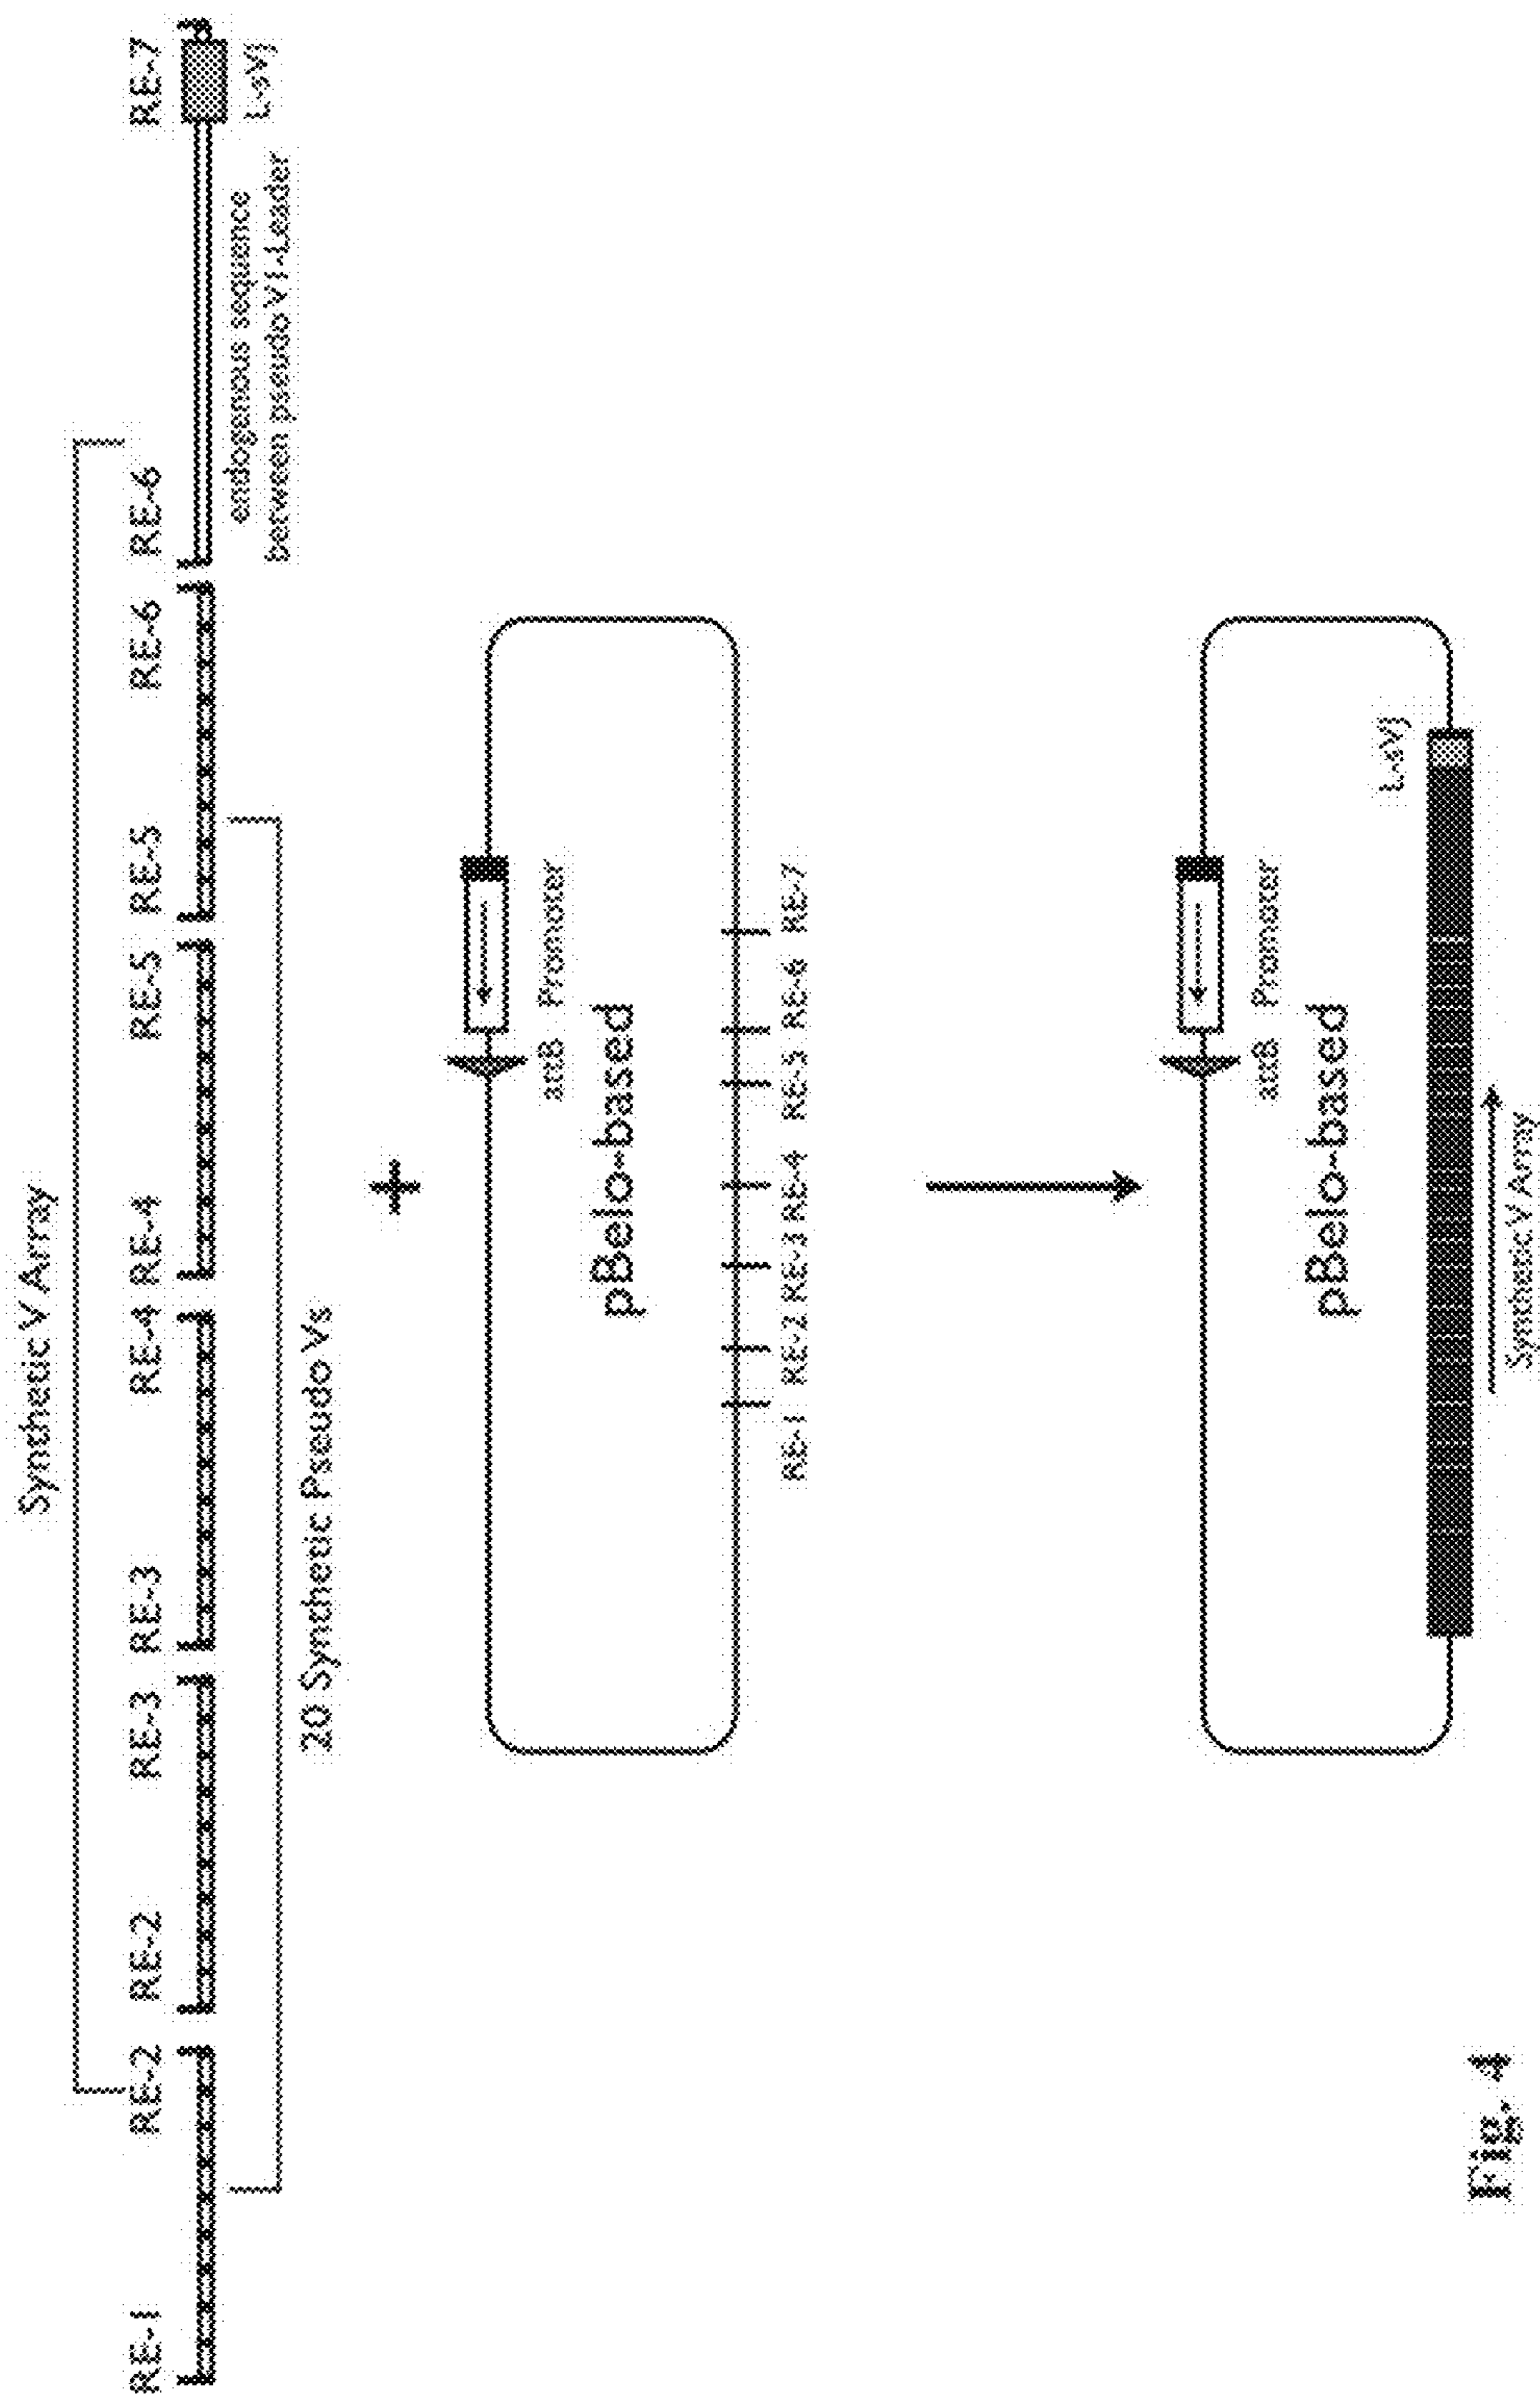 Synthetic V Array
RE-1 RE-2 RE-2 RE-3 RE-3 RE-4 RE-4 RE-5 RE-5 RE-6 RE-6 RE-7
L-sVj
endogenous sequence
between pseudo V1-Leader
20 Synthetic Pseudo Vs
+
attB Promoter
pBelo-based
RE-1 RE-2 RE-3 RE-4 RE-5 RE-6 RE-7
attB Promoter
pBelo-based
L-sVj
Synthetic V Array
Fig. 4